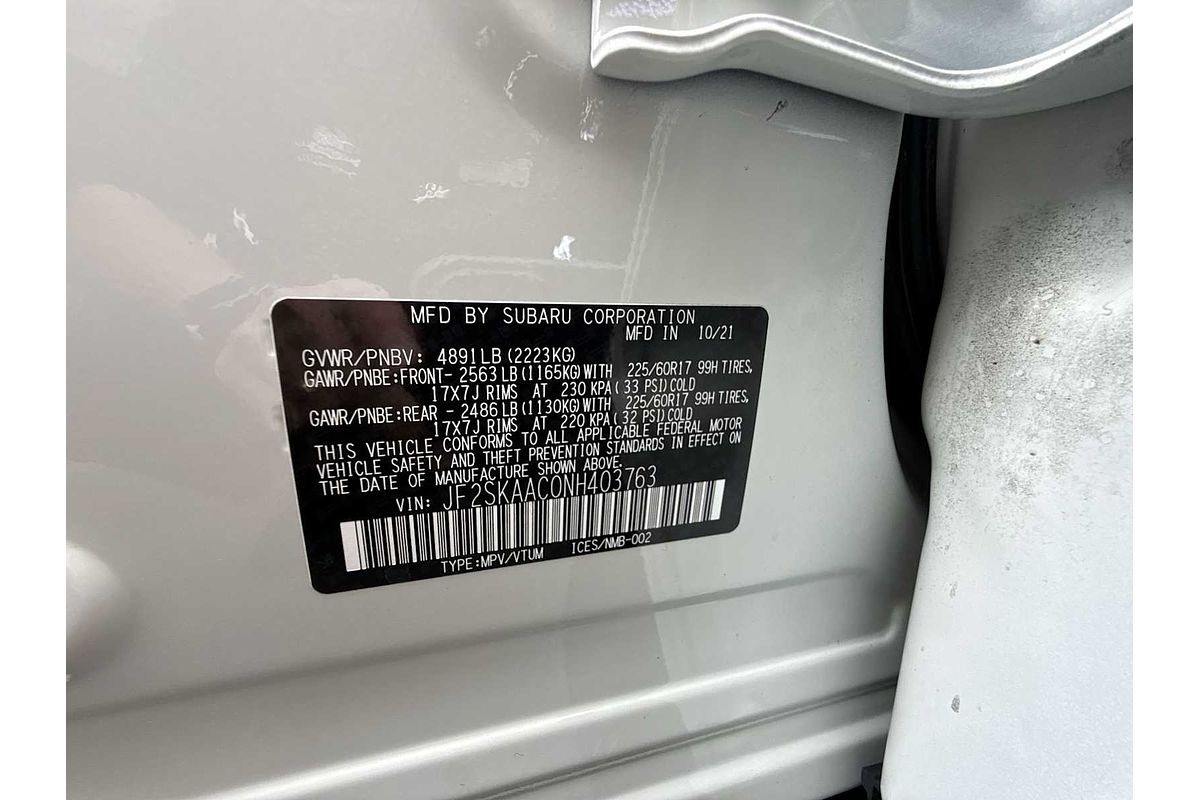 MFD BY SUBARU CORPORATION
MFD IN 10/21
GVWR/PNBV: 4891LB(2223KG)
GAWR/PNBE:FRONT- 2563LB(1165KG)WITH 225/60R17 99H TIRES,
17X7J RIMS AT 230 KPA( 33 PSI)COLD
GAWR/PNBE:REAR - 2486LB(1130KG)WITH 225/60R17 99H TIRES,
17X7J RIMS AT 220 KPA( 32 PSI)COLD
THIS VEHICLE CONFORMS TO ALL APPLICABLE FEDERAL MOTOR
VEHICLE SAFETY AND THEFT PREVENTION STANDARDS IN EFFECT ON
THE DATE OF MANUFACTURE SHOWN ABOVE.
VIN: JF2SKAAC0NH403763
TYPE:MPV/VTUM ICES/NMB-002